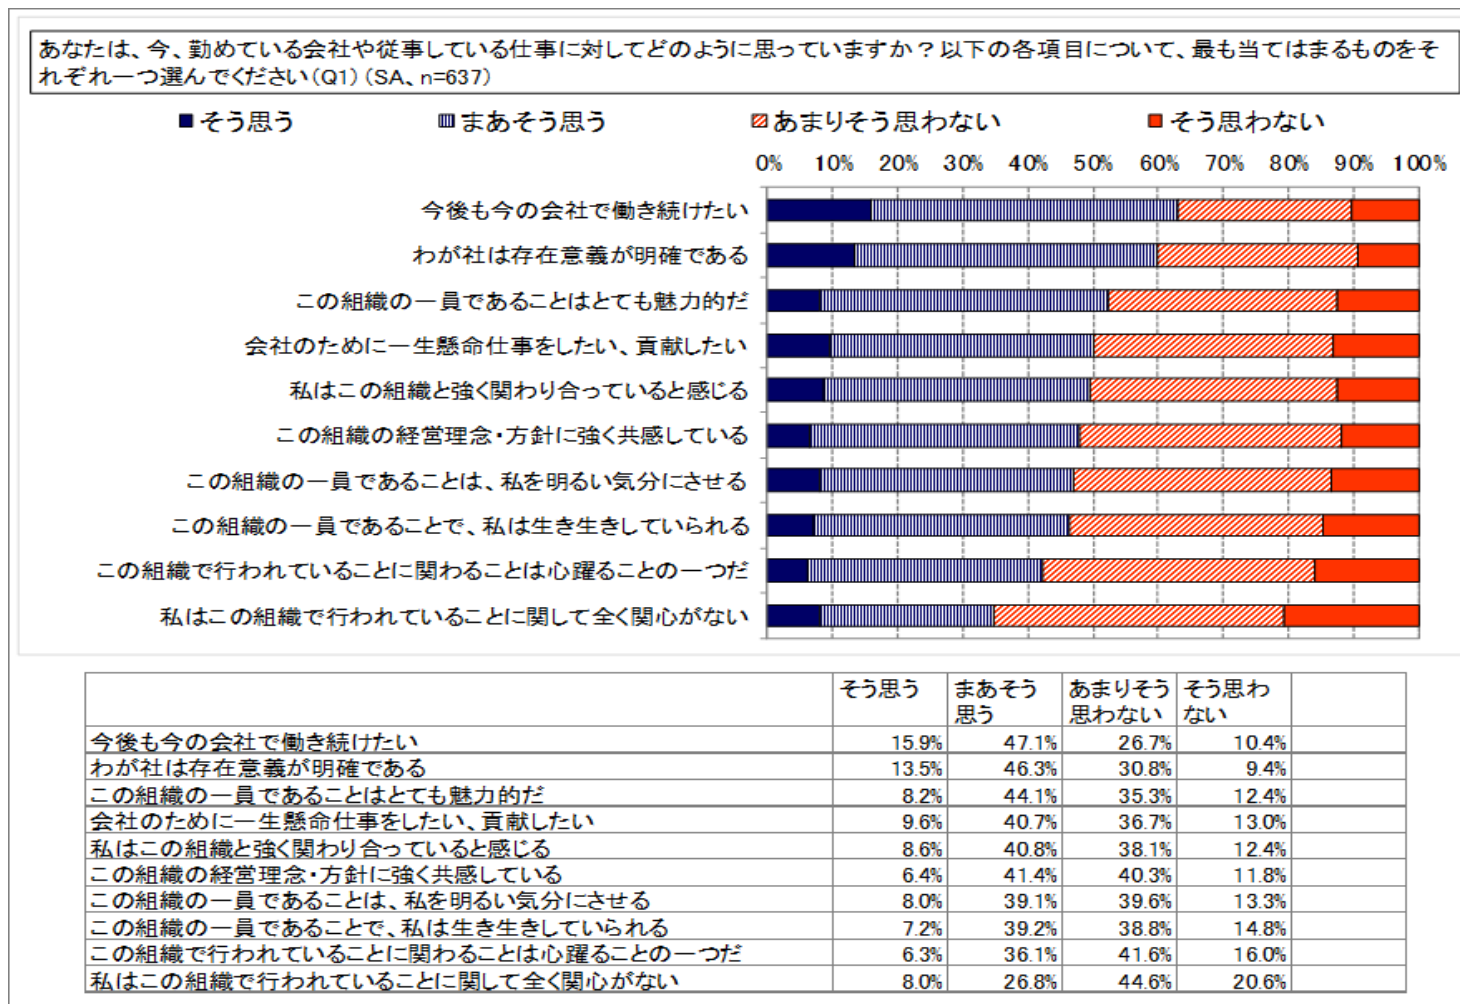 あなたは、今、勤めている会社や従事している仕事に対してどのように思っていますか？以下の各項目について、最も当てはまるものをそ
れぞれ一つ選んでください（Q1）（SA、n=637）
そう思う まあそう思う あまりそう思わない そう思わない
0% 10% 20% 30% 40% 50% 60% 70% 80% 90% 100%
今後も今の会社で働き続けたい
わが社は存在意義が明確である
この組織の一員であることはとても魅力的だ
会社のために一生懸命仕事をしたい、貢献したい
私はこの組織と強く関わり合っていると感じる
この組織の経営理念・方針に強く共感している
この組織の一員であることは、私を明るい気分にさせる
この組織の一員であることで、私は生き生きしていられる
この組織で行われていることに関わることは心躍ることの一つだ
私はこの組織で行われていることに関して全く関心がない
そう思う まあそう あまりそう そう思わ
思う 思わない ない
今後も今の会社で働き続けたい 15.9% 47.1% 26.7% 10.4%
わが社は存在意義が明確である 13.5% 46.3% 30.8% 9.4%
この組織の一員であることはとても魅力的だ 8.2% 44.1% 35.3% 12.4%
会社のために一生懸命仕事をしたい、貢献したい 9.6% 40.7% 36.7% 13.0%
私はこの組織と強く関わり合っていると感じる 8.6% 40.8% 38.1% 12.4%
この組織の経営理念・方針に強く共感している 6.4% 41.4% 40.3% 11.8%
この組織の一員であることは、私を明るい気分にさせる 8.0% 39.1% 39.6% 13.3%
この組織の一員であることで、私は生き生きしていられる 7.2% 39.2% 38.8% 14.8%
この組織で行われていることに関わることは心躍ることの一つだ 6.3% 36.1% 41.6% 16.0%
私はこの組織で行われていることに関して全く関心がない 8.0% 26.8% 44.6% 20.6%